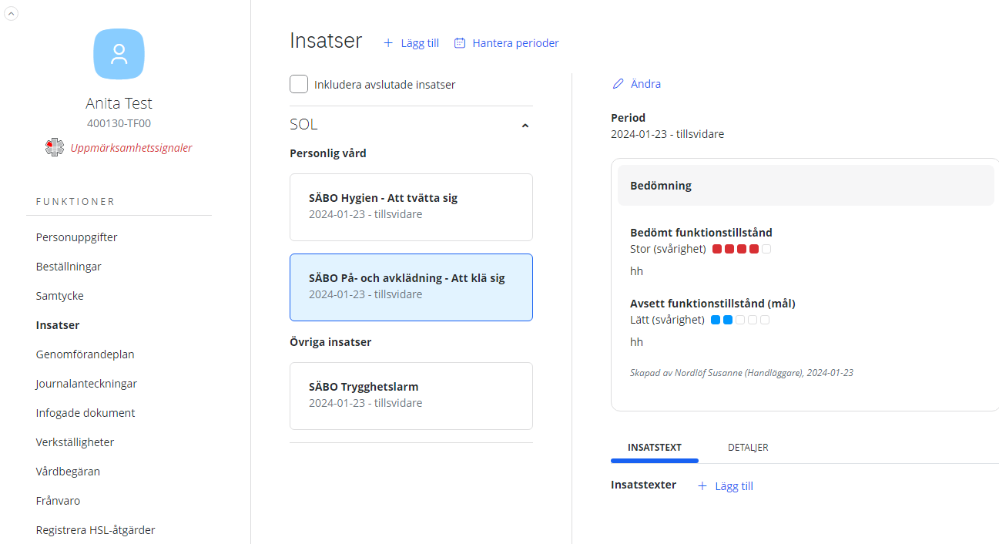 Anita Test
400130-TF00
Uppmärksamhetssignaler
FUNKTIONER
Personuppgifter
Beställningar
Samtycke
Insatser
Genomförandeplan
Journalanteckningar
Infogade dokument
Verkställigheter
Vårdbegäran
Frånvaro
Registrera HSL-åtgärder
Insatser
Lägg till
Hantera perioder
Inkludera avslutade insatser
SOL
Personlig vård
SÄBO Hygien - Att tvätta sig
2024-01-23 - tillsvidare
SÄBO På- och avklädning - Att klä sig
2024-01-23 - tillsvidare
Övriga insatser
SÄBO Trygghetslarm
2024-01-23 - tillsvidare
Ändra
Period
2024-01-23 - tillsvidare
Bedömning
Bedömt funktionstillstånd
Stor (svårighet)
hh
Avsett funktionstillstånd (mål)
Lätt (svårighet)
hh
Skapad av Nordlöf Susanne (Handläggare), 2024-01-23
INSATSTEXT
DETALJER
Insatstexter
Lägg till